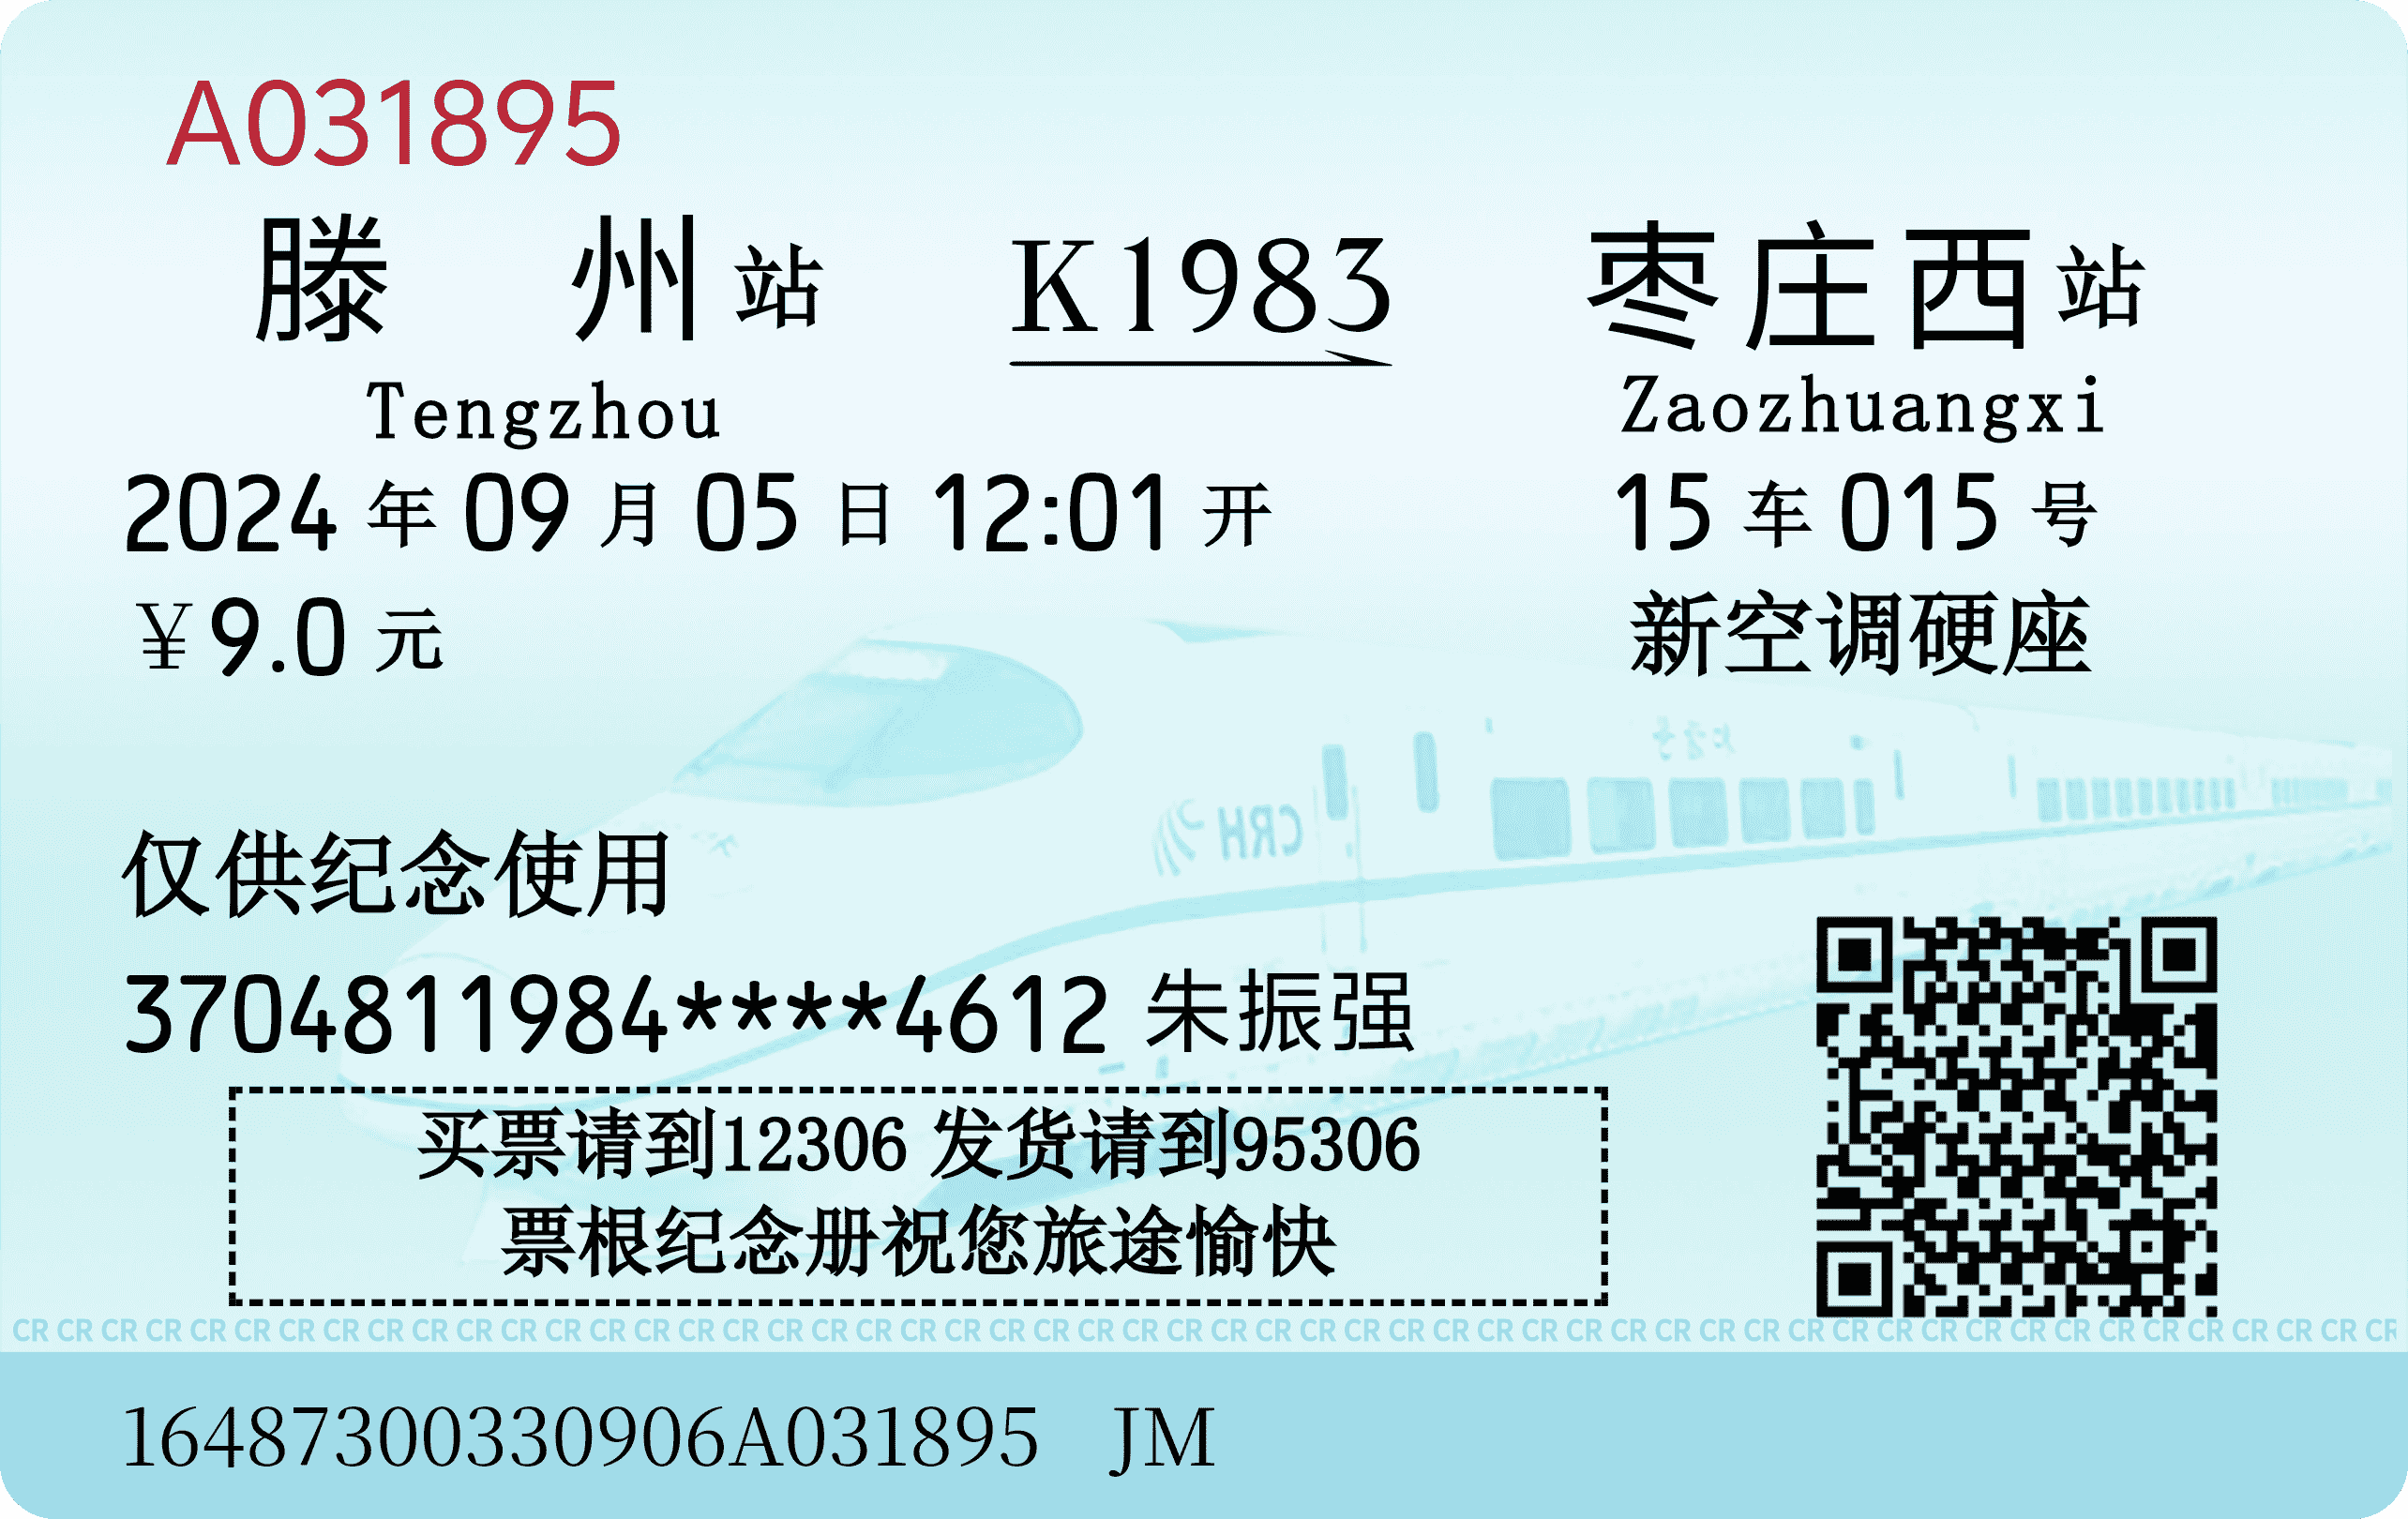 A031895
滕州站 K1983 枣庄西站
Tengzhou Zaozhuangxi
2024年09月05日12:01开 15车015号
￥9.0元 新空调硬座
CRH
仅供纪念使用
3704811984****4612 朱振强
买票请到12306 发货请到95306
票根纪念册祝您旅途愉快
CR CR CR CR CR CR CR CR CR CR CR CR CR CR CR CR CR CR CR CR CR CR CR CR CR CR CR CR CR CR CR CR CR CR CR CR CR CR CR CR CR CR CR CR CR CR CR CR CR CR CR CR CR CR
16487300330906A031895 JM